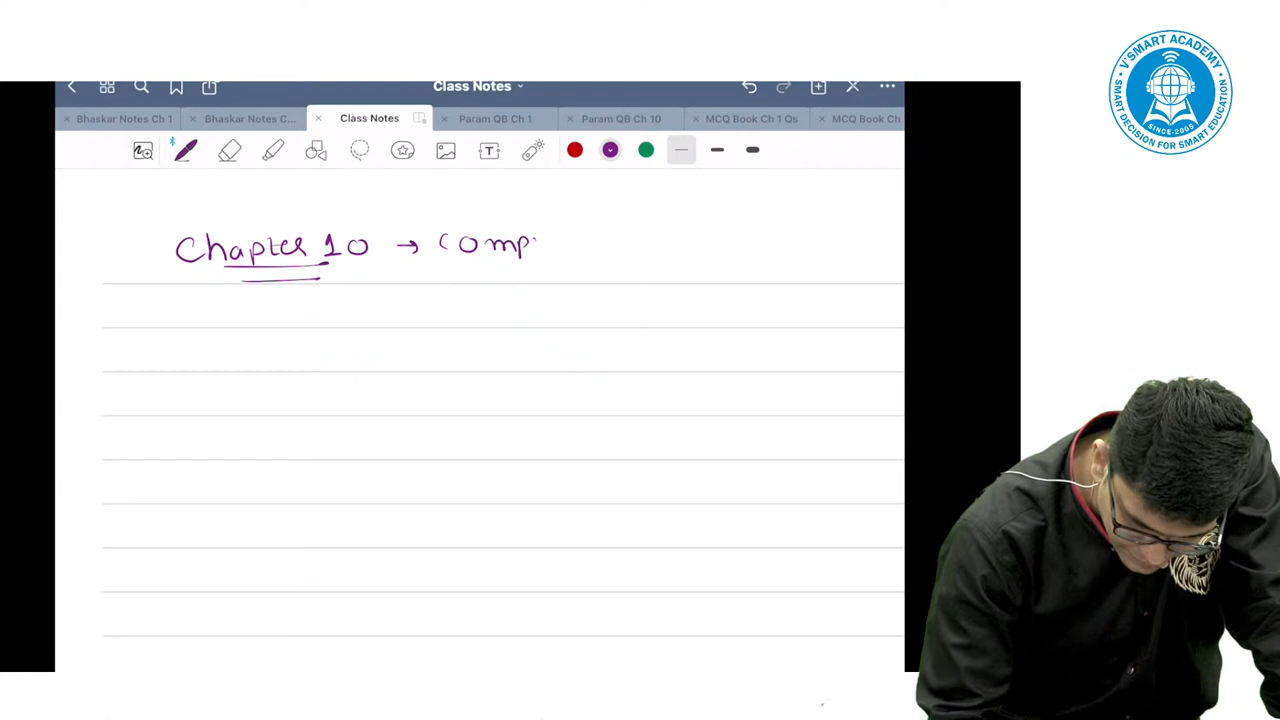 V'SMART ACADEMY
SMART DECISION FOR SMART EDUCATION
SINCE-2005
Class Notes
Bhaskar Notes Ch 1
Bhaskar Notes C...
Class Notes
Param QB Ch 1
Param QB Ch 10
MCQ Book Ch 1 Qs
MCQ Book Ch
T
Chapter 10 → Comp